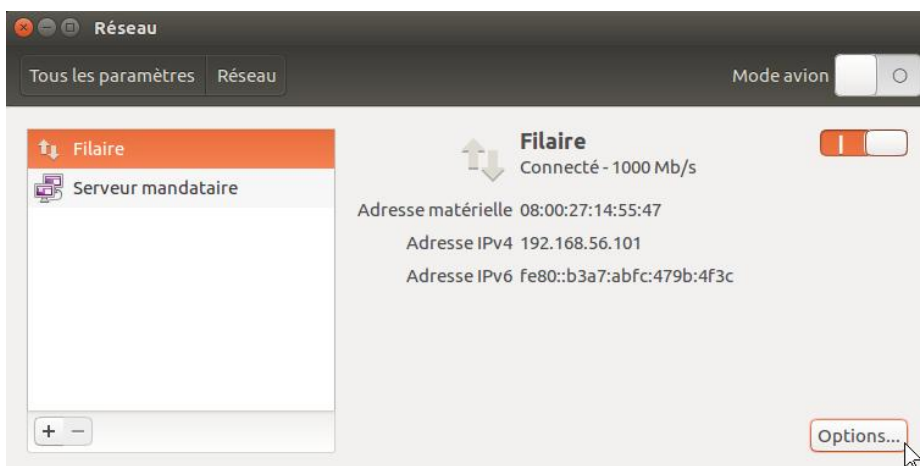 Réseau
Tous les paramètres Réseau Mode avion
Filaire
Serveur mandataire
Filaire
Connecté - 1000 Mb/s
Adresse matérielle 08:00:27:14:55:47
Adresse IPv4 192.168.56.101
Adresse IPv6 fe80::b3a7:abfc:479b:4f3c
+ −
Options...